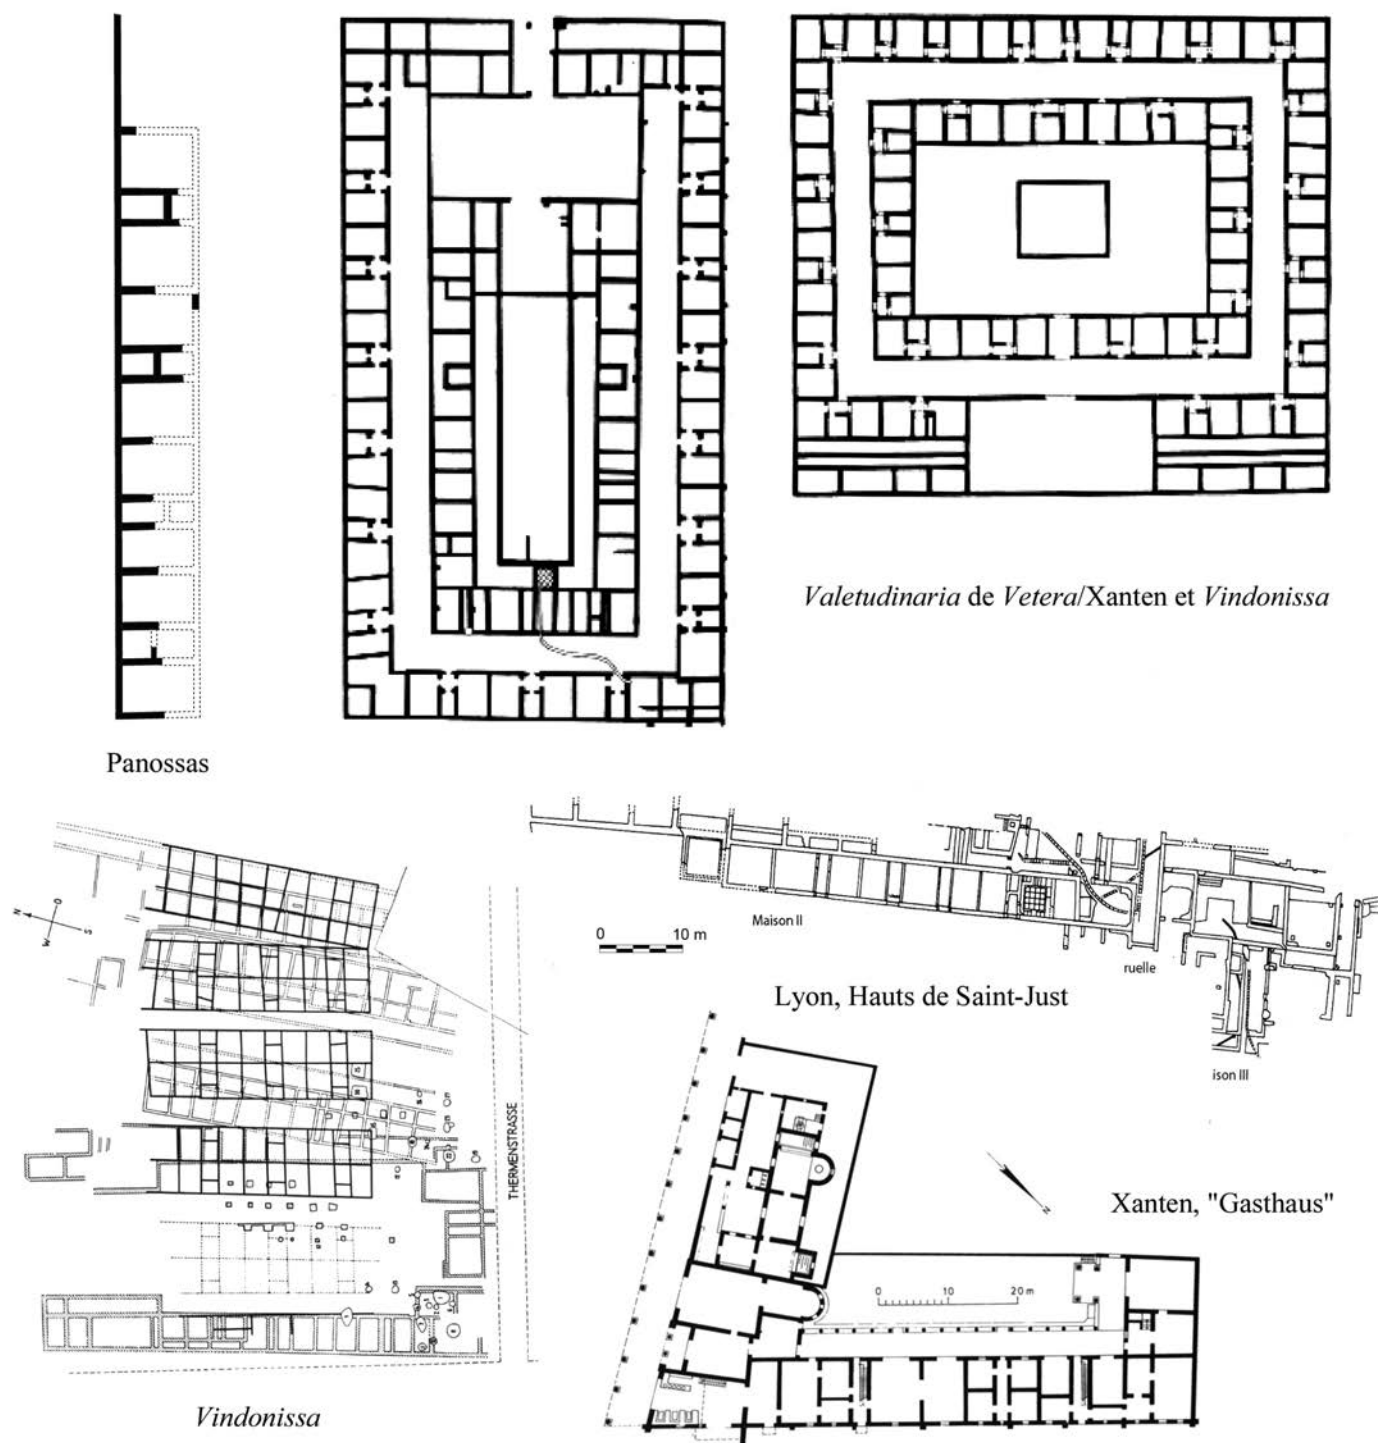 Valetudinaria de Vetera/Xanten et Vindonissa
Panossas
N
O
W
S
THERMENSTRASSE
Vindonissa
Maison II
0 10 m
ruelle
Lyon, Hauts de Saint-Just
ison III
N
Xanten, "Gasthaus"
0 10 20 m